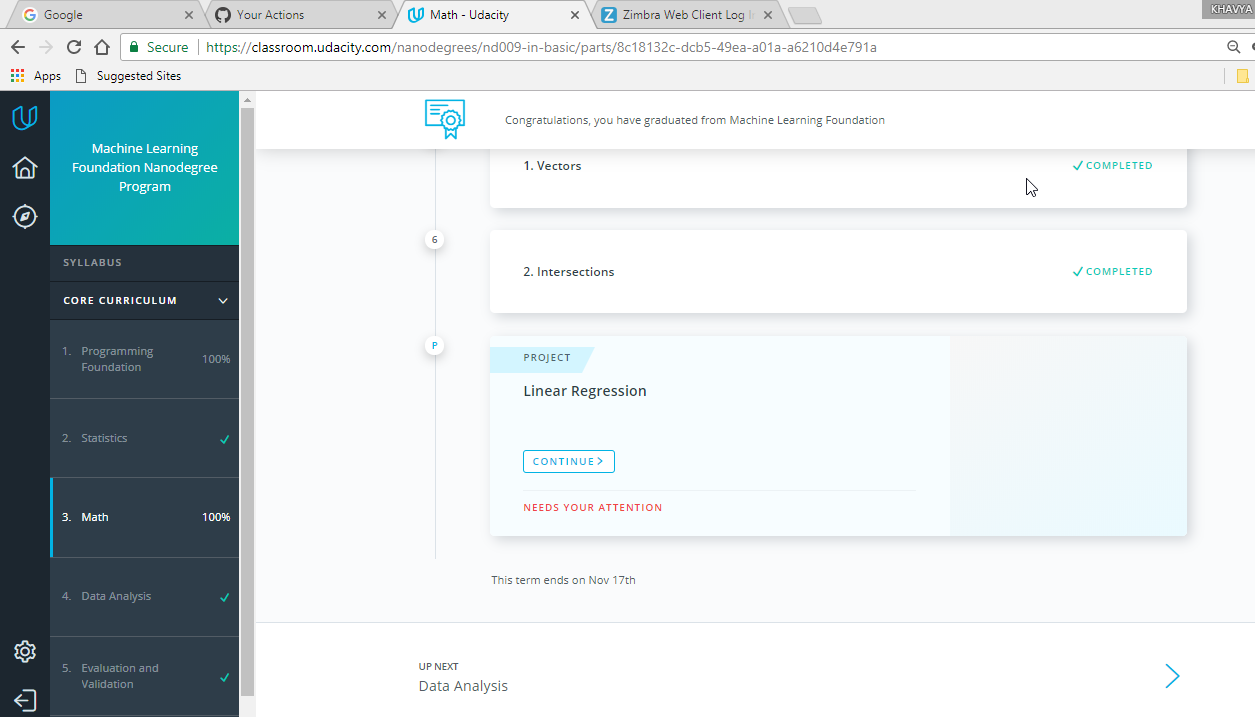 Google
Your Actions
Math - Udacity
Zimbra Web Client Log
KHAVYA
Secure
https://classroom.udacity.com/nanodegrees/nd009-in-basic/parts/8c18132c-dcb5-49ea-a01a-a6210d4e791a
Apps
Suggested Sites
Machine Learning
Foundation Nanodegree
Program
SYLLABUS
CORE CURRICULUM
1. Programming
Foundation
100%
2. Statistics
3. Math 100%
4. Data Analysis
5. Evaluation and
Validation
Congratulations, you have graduated from Machine Learning Foundation
1. Vectors
COMPLETED
6
2. Intersections
COMPLETED
P
PROJECT
Linear Regression
CONTINUE
NEEDS YOUR ATTENTION
This term ends on Nov 17th
UP NEXT
Data Analysis